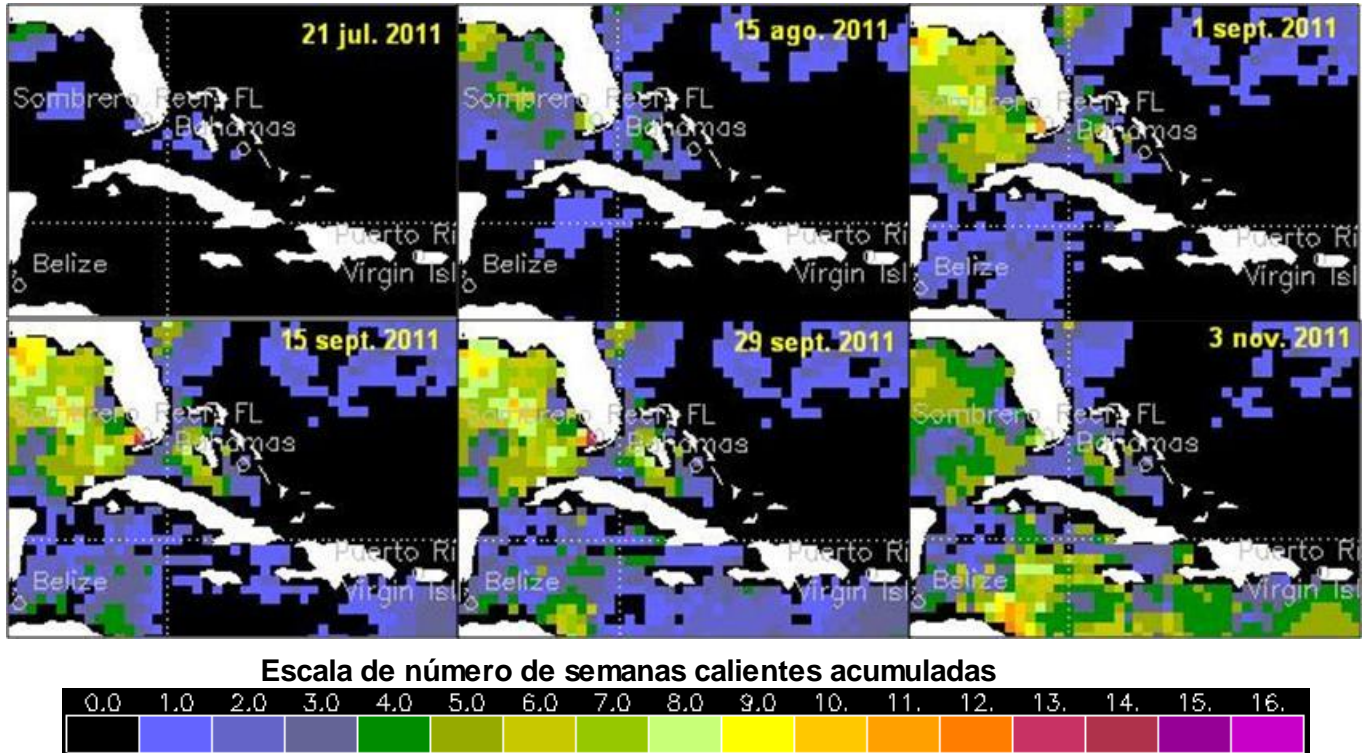 21 jul. 2011
15 ago. 2011
1 sept. 2011
Sombrero Reef, FL
Bahamas
Puerto Ri
Belize
Virgin Isl
Sombrero Reef, FL
Bahamas
Puerto Ri
Belize
Virgin Isl
Sombrero Reef, FL
Bahamas
Puerto Ri
Belize
Virgin Isl
15 sept. 2011
29 sept. 2011
3 nov. 2011
Sombrero Reef, FL
Bahamas
Puerto Ri
Belize
Virgin Isl
Sombrero Reef, FL
Bahamas
Puerto Ri
Belize
Virgin Isl
Sombrero Reef, FL
Bahamas
Puerto R
Belize
Virgin Isl
Escala de número de semanas calientes acumuladas
0.0 1.0 2.0 3.0 4.0 5.0 6.0 7.0 8.0 9.0 10. 11. 12. 13. 14. 15. 16.